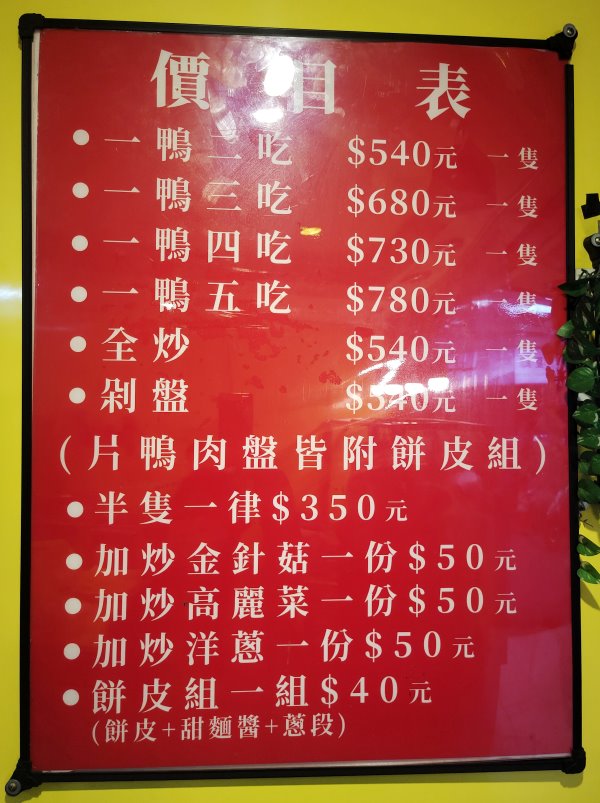 價目表
一鴨二吃 $540元 一隻
一鴨三吃 $680元 一隻
一鴨四吃 $730元 一隻
一鴨五吃 $780元 一隻
全炒 $540元 一隻
剁盤 $540元 一隻
(片鴨肉盤皆附餅皮組)
半隻一律$350元
加炒金針菇一份$50元
加炒高麗菜一份$50元
加炒洋蔥一份$50元
餅皮組一組$40元
(餅皮+甜麵醬+蔥段)